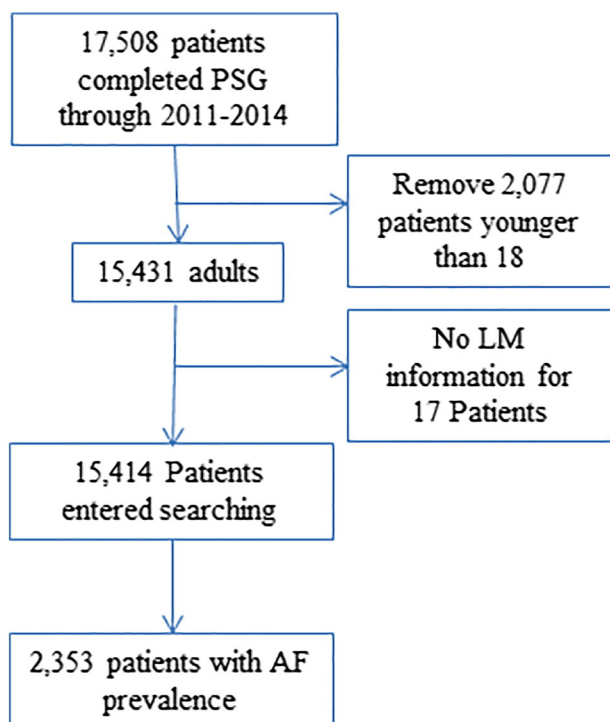 17,508 patients
completed PSG
through 2011-2014
Remove 2,077
patients younger
than 18
15,431 adults
No LM
information for
17 Patients
15,414 Patients
entered searching
2,353 patients with AF
prevalence